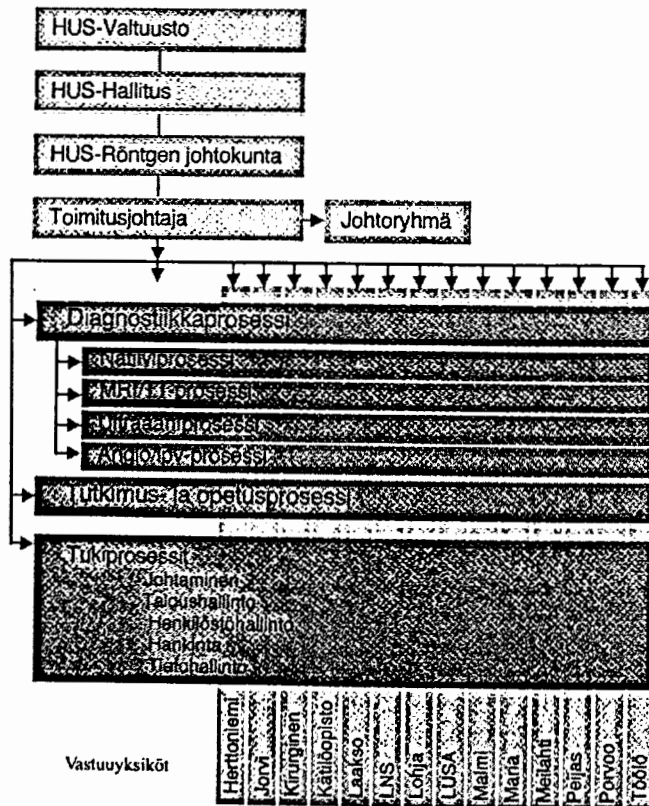 HUS-Valtuusto
HUS-Hallitus
HUS-Röntgen johtokunta
Toimitusjohtaja
Johtoryhmä
Diagnostiikkaprosessi
Natiiviprosessi
MRI/TT-prosessi
Ultraääniprosessi
Angio/tpv-prosessi
Tutkimus- ja opetusprosessi
Tukiprosessit
Johtaminen
Taloushallinto
Henkilöstöhallinto
Hankinta
Tietohallinto
Vastuuyksiköt
Herttoniemi
Jorvi
Kirurginen
Kätilöopisto
Laakso
LNS
Lohja
LUSA
Malmi
Maria
Meilahti
Peijas
Porvoo
Töölö